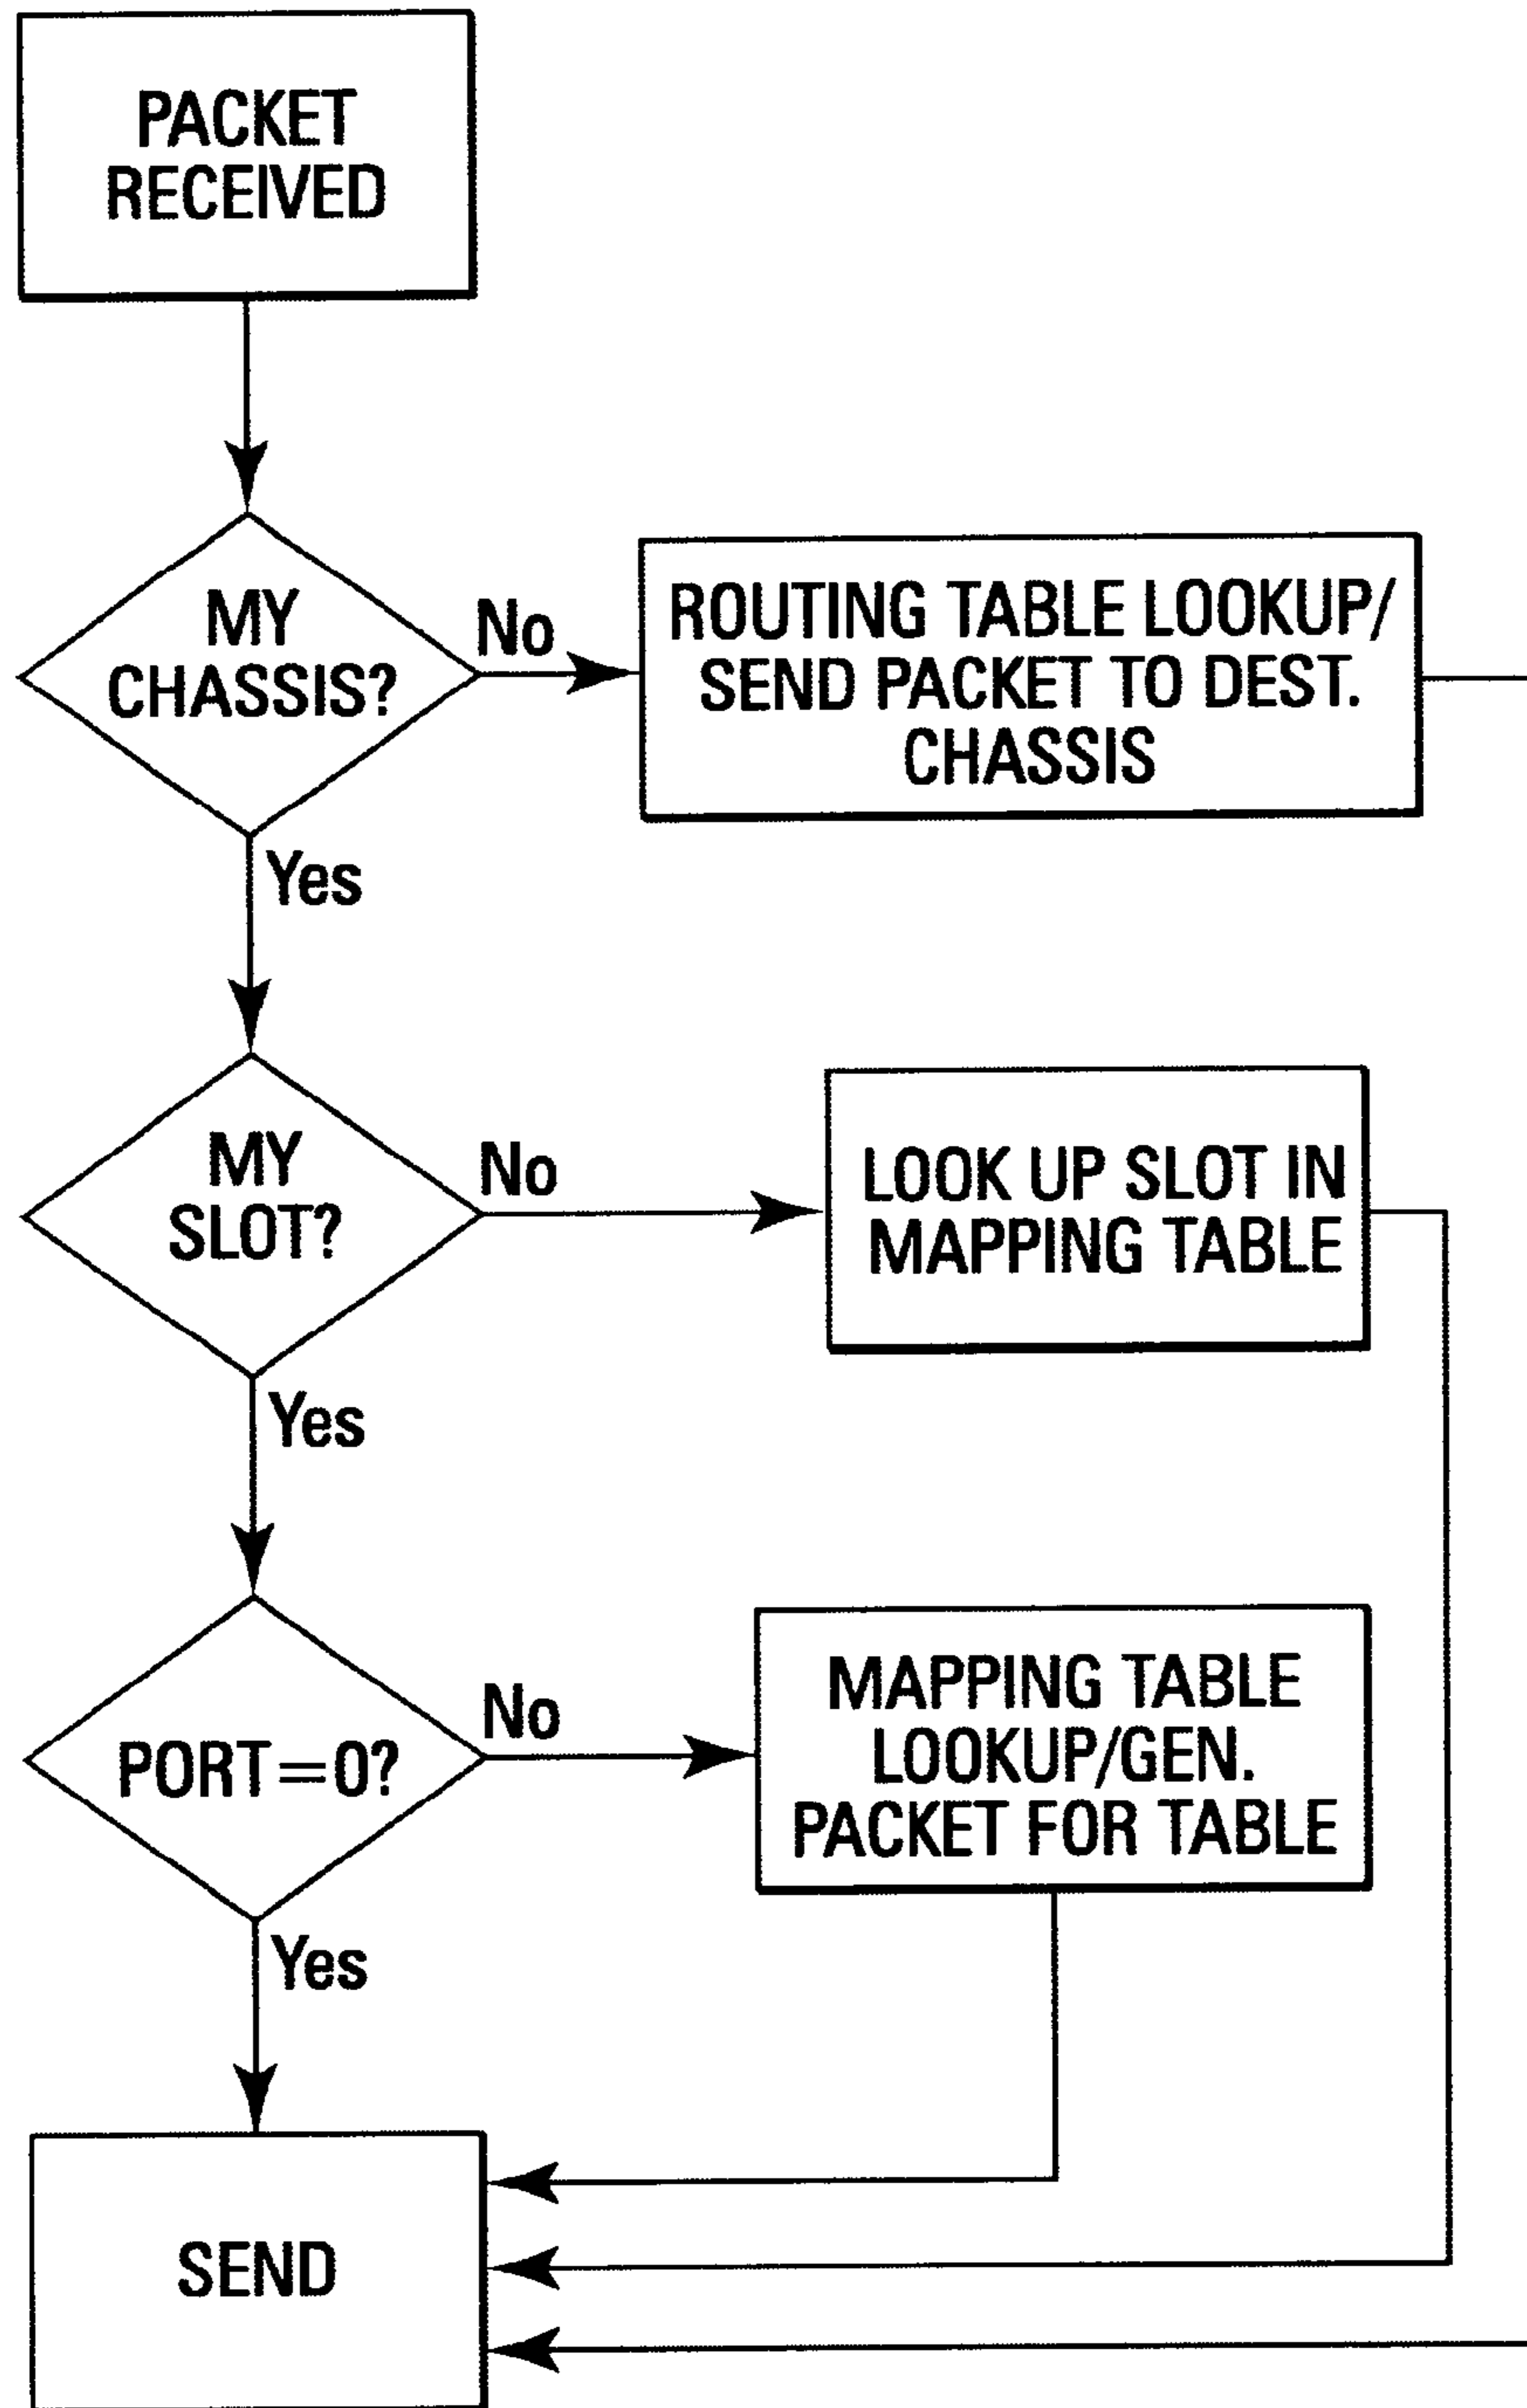 PACKET
RECEIVED
MY
CHASSIS?
No
ROUTING TABLE LOOKUP/
SEND PACKET TO DEST.
CHASSIS
Yes
MY
SLOT?
No
LOOK UP SLOT IN
MAPPING TABLE
Yes
PORT=0?
No
MAPPING TABLE
LOOKUP/GEN.
PACKET FOR TABLE
Yes
SEND